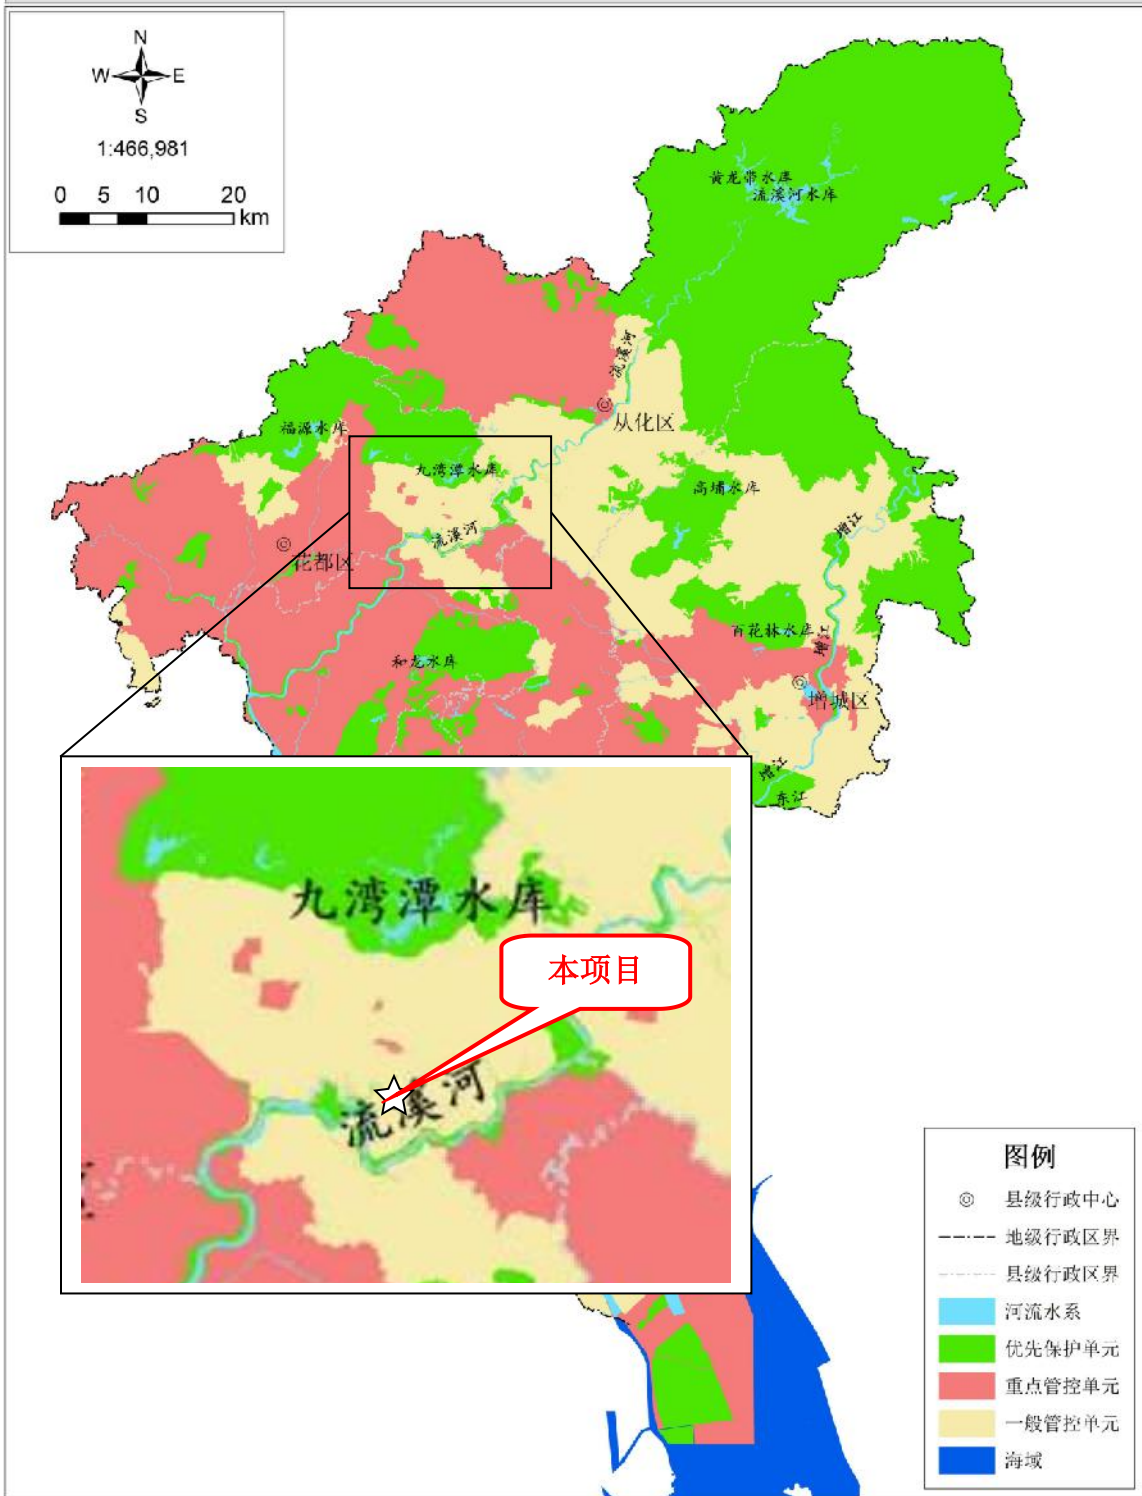 N
W E
S
1:466,981
0 5 10 20
km
黄龙带水库
流溪河水库
流溪河
从化区
福源水库
九湾潭水库
高埔水库
增江
流溪河
花都区
百花林水库
增江
和龙水库
增城区
增江
东江
九湾潭水库
本项目
流溪河
图例
县级行政中心
地级行政区界
县级行政区界
河流水系
优先保护单元
重点管控单元
一般管控单元
海域